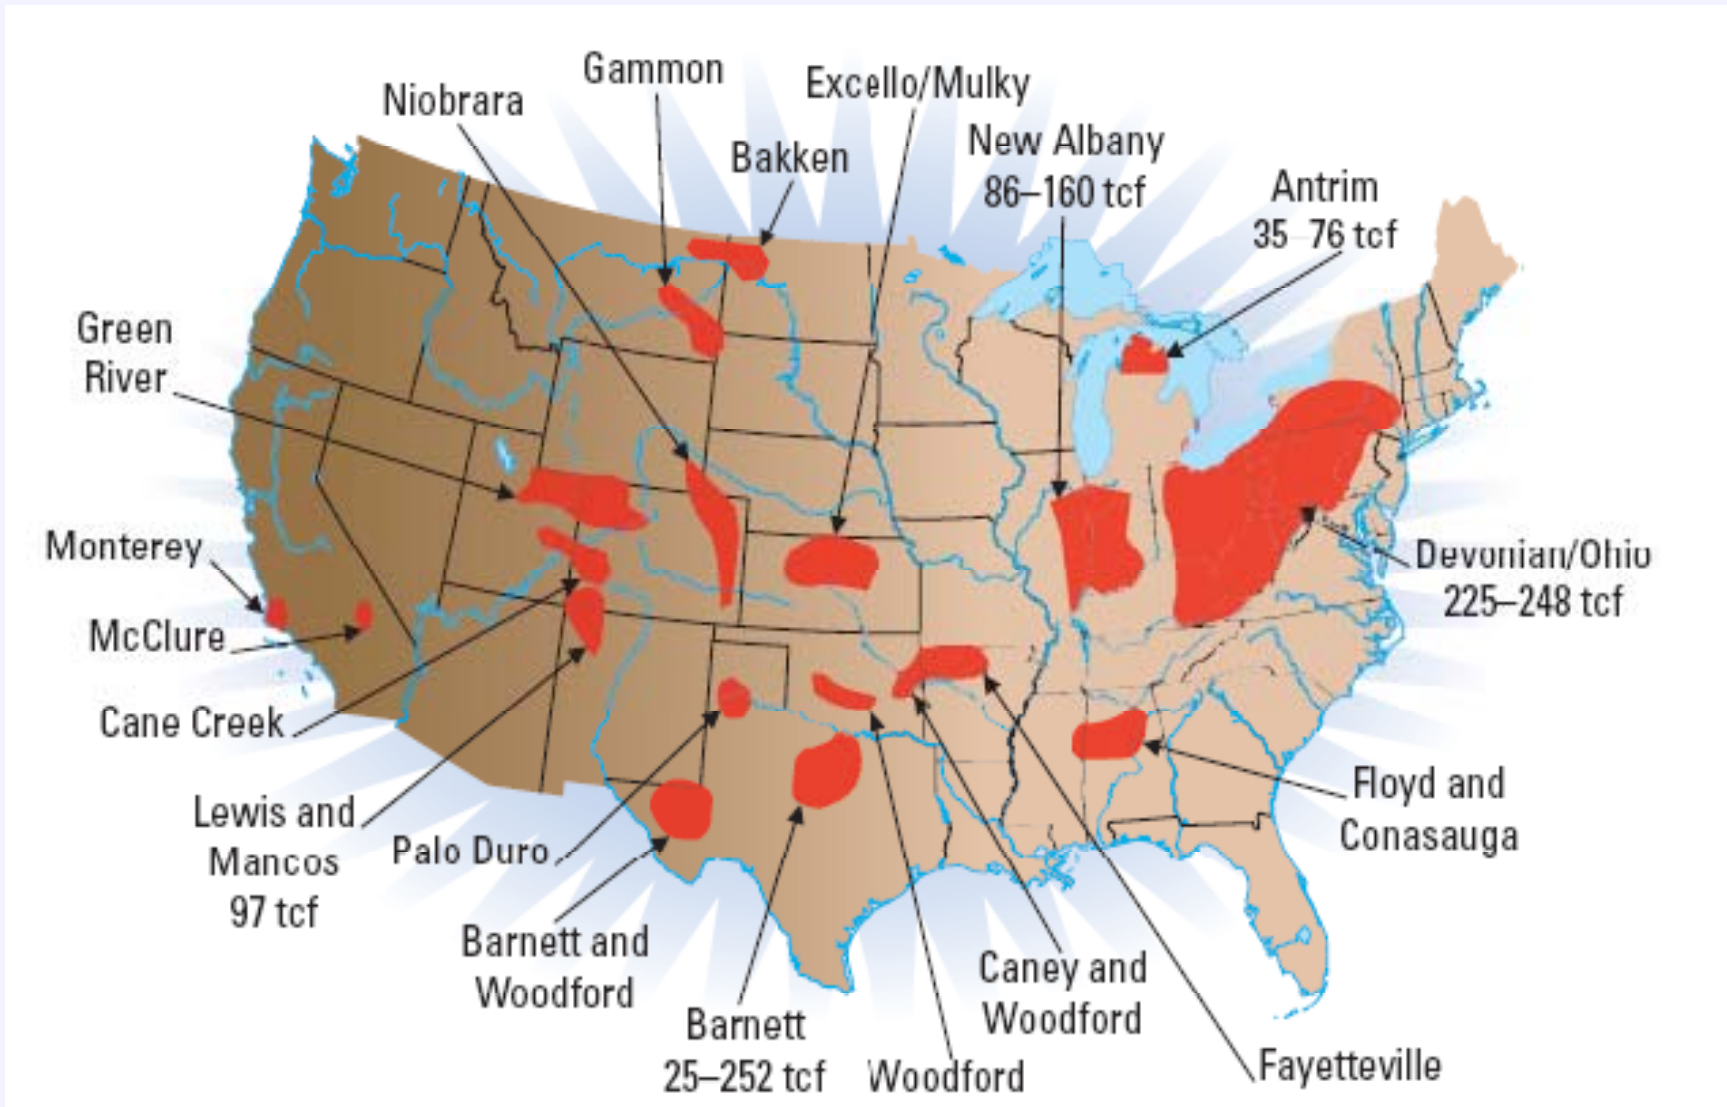 Gammon
Excello/Mulky
Niobrara
Bakken
New Albany
86–160 tcf
Antrim
35–76 tcf
Green
River
Monterey
McClure
Devonian/Ohio
225–248 tcf
Cane Creek
Lewis and
Mancos
97 tcf
Palo Duro
Floyd and
Conasauga
Barnett and
Woodford
Barnett
25–252 tcf
Woodford
Caney and
Woodford
Fayetteville